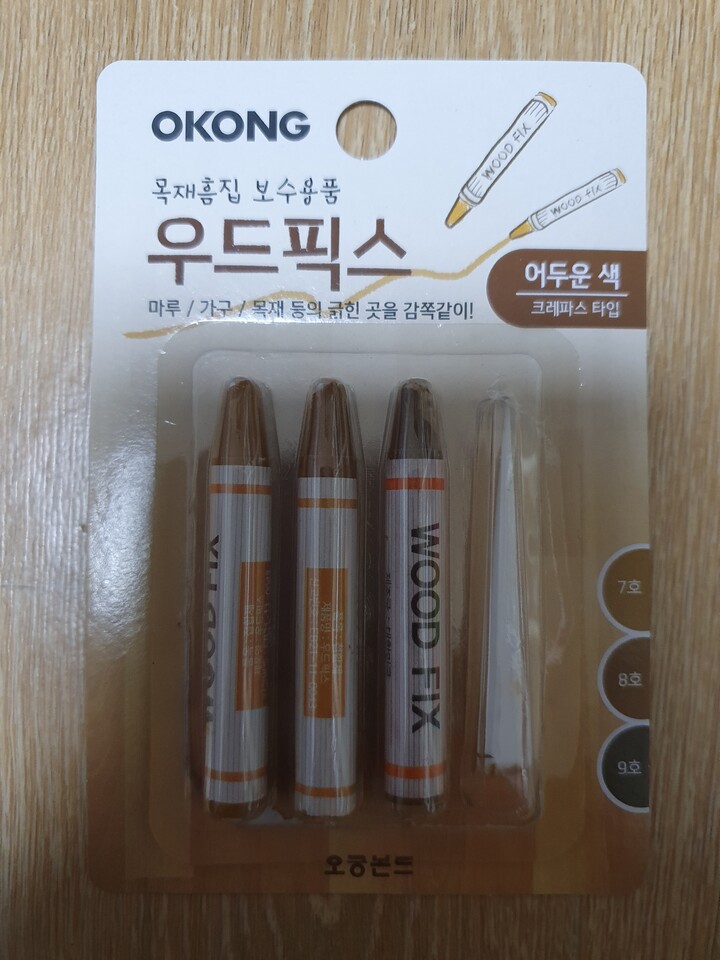 OKONG
WOOD FIX
WOOD FIX
목재흠집 보수용품
우드픽스
마루 / 가구 / 목재 등의 긁힌 곳을 감쪽같이!
어두운 색
크레파스 타입
WOOD FIX
WOOD FIX
7호
8호
9호
오공본드